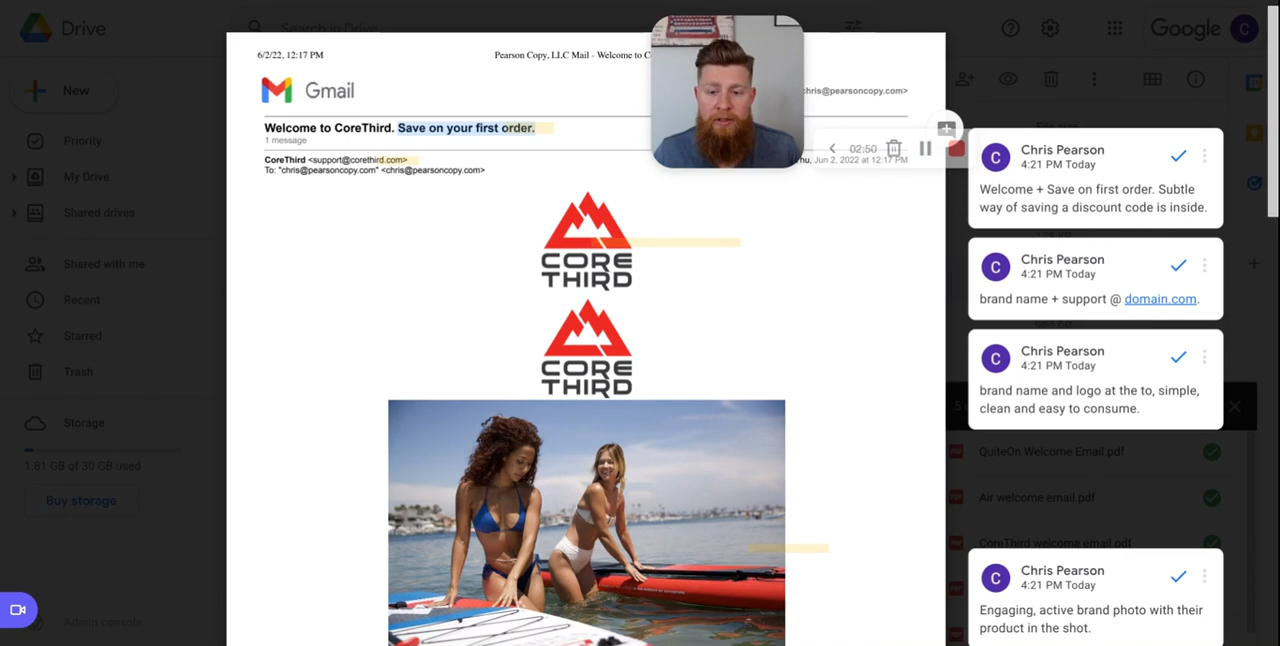 Drive
Search in Drive
Google
C
New
Priority
My Drive
Shared drives
Shared with me
Recent
Starred
Trash
Storage
1.81 GB of 30 GB used
Buy storage
Admin console
6/2/22, 12:17 PM
Pearson Copy, LLC Mail - Welcome to C
Gmail
chris@pearsoncopy.com>
Welcome to CoreThird. Save on your first order.
1 message
CoreThird <support@corethird.com>
Thu, Jun 2, 2022 at 12:17 PM
To: "chris@pearsoncopy.com" <chris@pearsoncopy.com>
02:50
CORE
THIRD
CORE
THIRD
File size
C
Chris Pearson
4:21 PM Today
Welcome + Save on first order. Subtle
way of saving a discount code is inside.
C
Chris Pearson
4:21 PM Today
brand name + support @ domain.com.
C
Chris Pearson
4:21 PM Today
brand name and logo at the to, simple,
clean and easy to consume.
QuiteOn Welcome Email.pdf
Air welcome email.pdf
CoreThird welcome email.pdf
C
Chris Pearson
4:21 PM Today
Engaging, active brand photo with their
product in the shot.